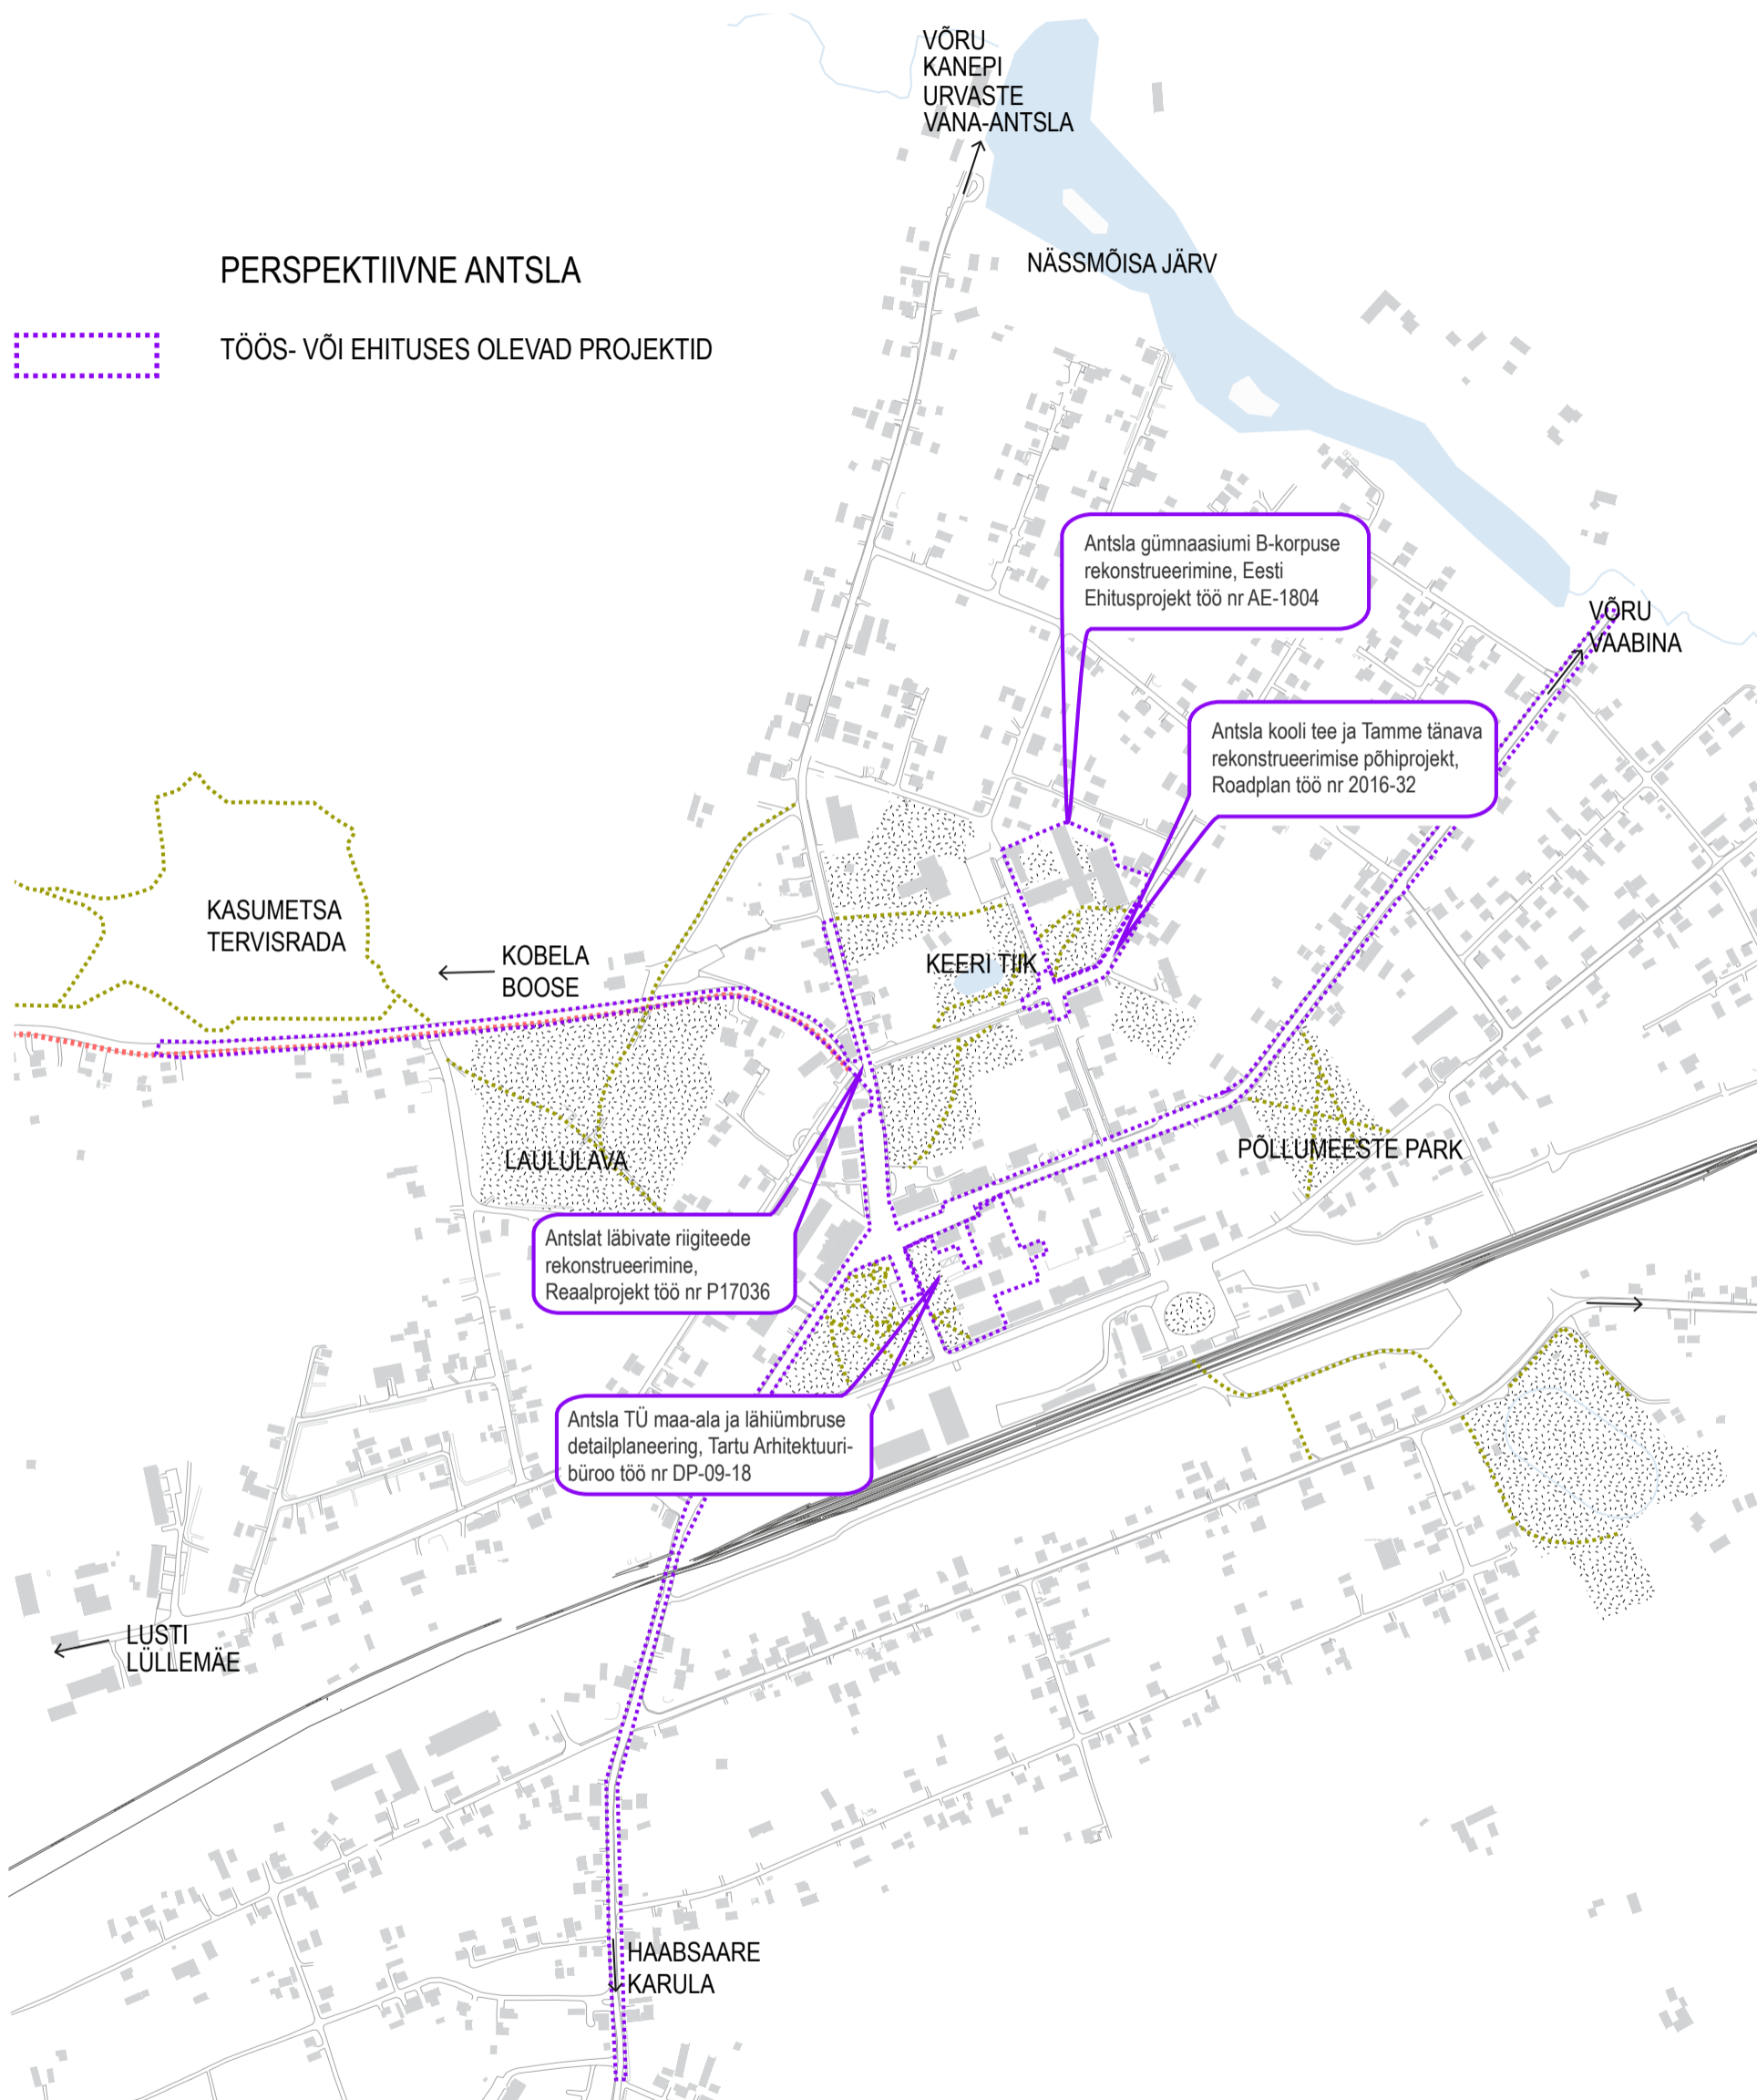 VÕRU
KANEPI
URVASTE
VANA-ANTSLA
NÄSSMÕISA JÄRV
PERSPEKTIIVNE ANTSLA
TÖÖS- VÕI EHITUSES OLEVAD PROJEKTID
Antsla gümnaasiumi B-korpuse
rekonstrueerimine, Eesti
Ehitusprojekt töö nr AE-1804
VÕRU
VAABINA
Antsla kooli tee ja Tamme tänava
rekonstrueerimise põhiprojekt,
Roadplan töö nr 2016-32
KASUMETSA
TERVISRADA
KOBELA
BOOSE
KEERI TIIK
LAULULAVA
PÕLLUMEESTE PARK
Antslat läbivate riigiteede
rekonstrueerimine,
Reaalprojekt töö nr P17036
Antsla TÜ maa-ala ja lähiümbruse
detailplaneering, Tartu Arhitektuuri-
büroo töö nr DP-09-18
LUSTI
LÜLLEMÄE
HAABSAARE
KARULA